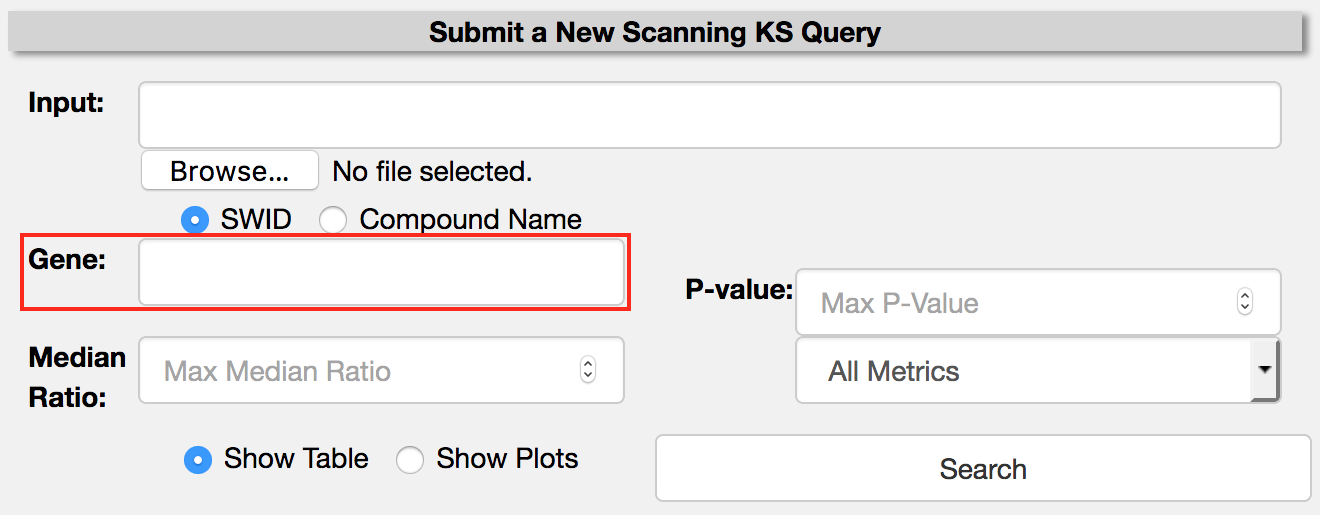 Submit a New Scanning KS Query
Input:
Browse... No file selected.
SWID Compound Name
Gene:
P-value: Max P-Value
Median Ratio: Max Median Ratio
All Metrics
Show Table Show Plots
Search